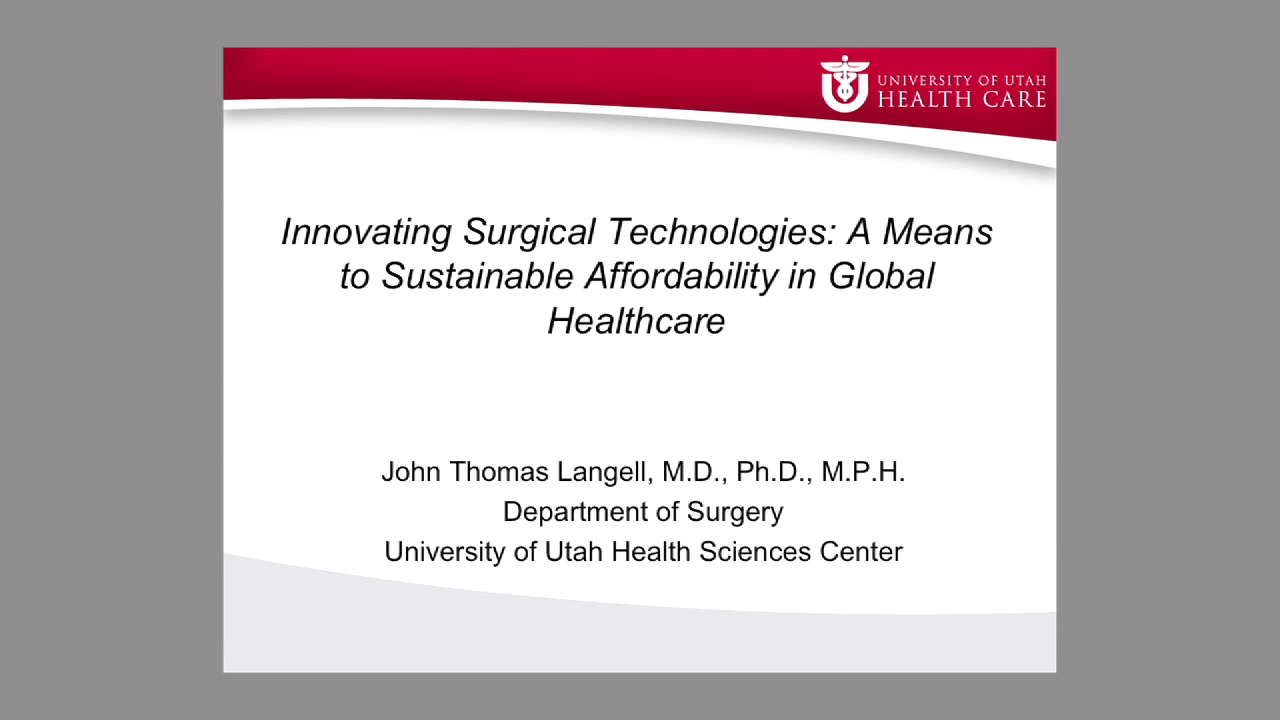 UNIVERSITY OF UTAH
HEALTH CARE
Innovating Surgical Technologies: A Means
to Sustainable Affordability in Global
Healthcare
John Thomas Langell, M.D., Ph.D., M.P.H.
Department of Surgery
University of Utah Health Sciences Center